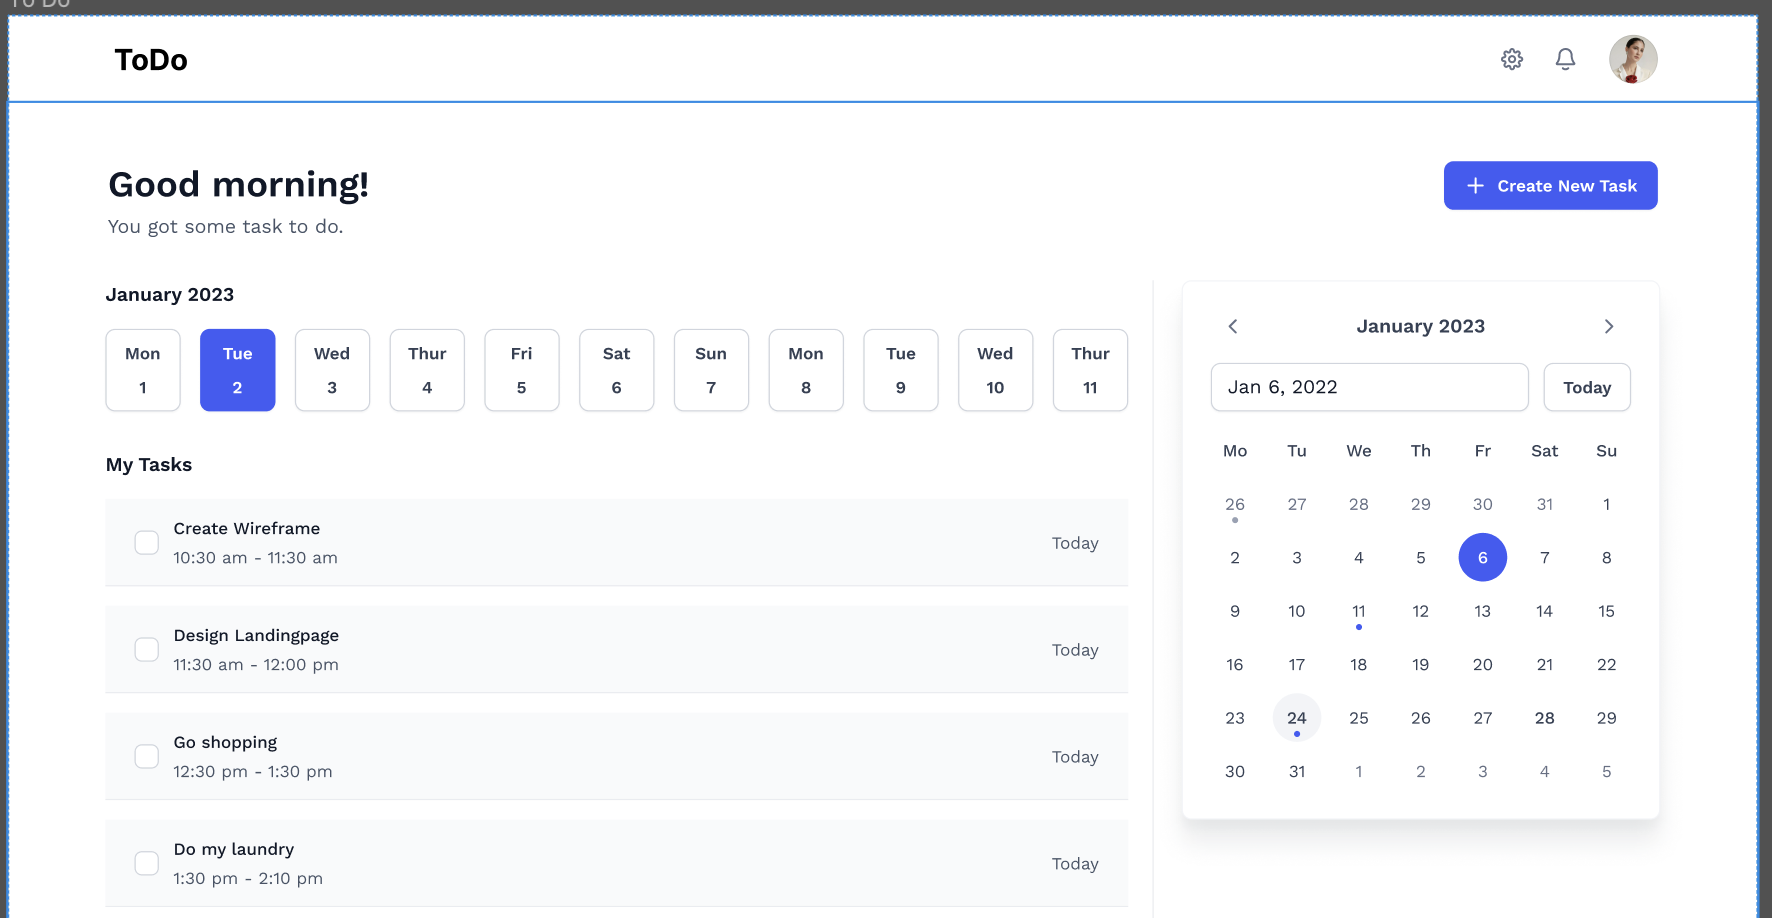 To Do
ToDo
Good morning!
You got some task to do.
Create New Task
January 2023
Mon Tue Wed Thur Fri Sat Sun Mon Tue Wed Thur
1 2 3 4 5 6 7 8 9 10 11
My Tasks
Create Wireframe
10:30 am - 11:30 am
Today
Design Landingpage
11:30 am - 12:00 pm
Today
Go shopping
12:30 pm - 1:30 pm
Today
Do my laundry
1:30 pm - 2:10 pm
Today
January 2023
Jan 6, 2022 Today
Mo Tu We Th Fr Sat Su
26 27 28 29 30 31 1
2 3 4 5 6 7 8
9 10 11 12 13 14 15
16 17 18 19 20 21 22
23 24 25 26 27 28 29
30 31 1 2 3 4 5